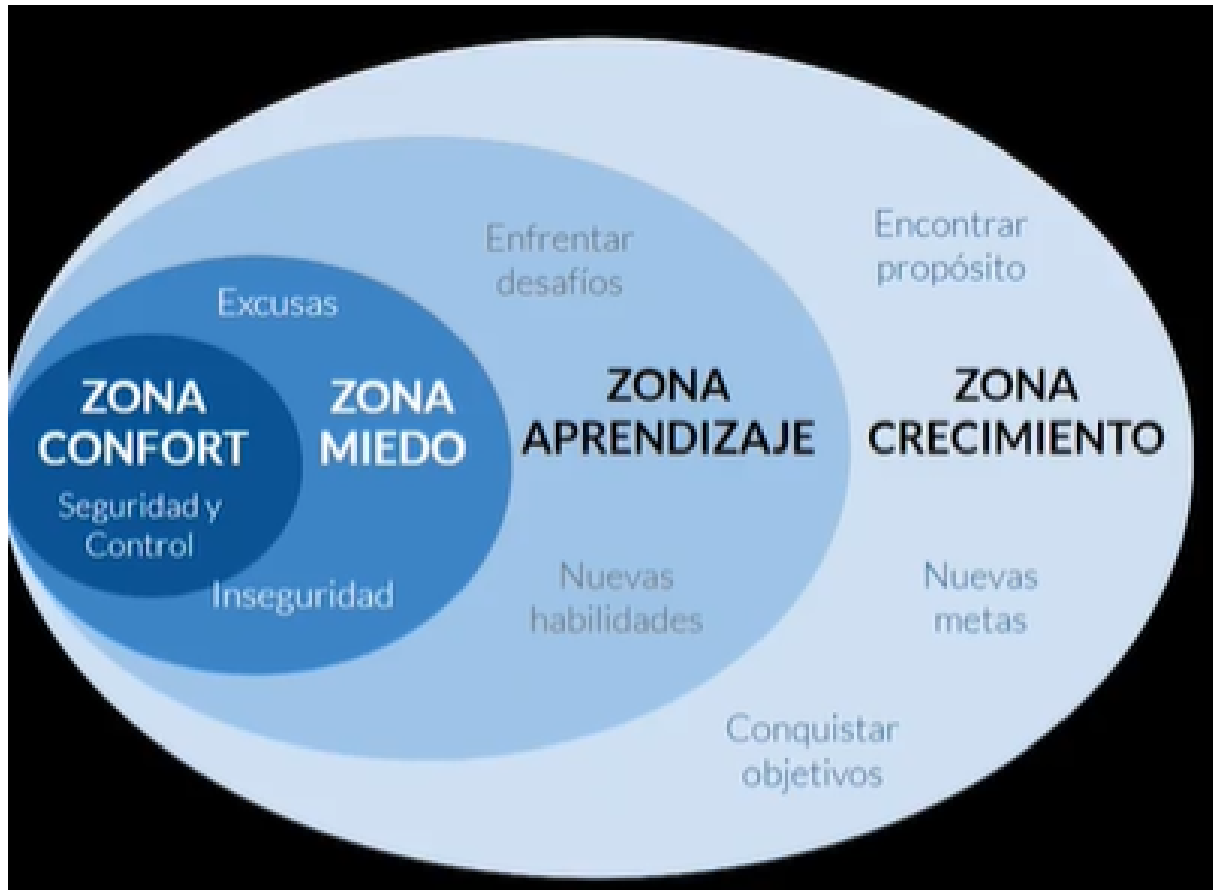 Excusas
ZONA
CONFORT
Seguridad y
Control
ZONA
MIEDO
Inseguridad
Enfrentar
desafíos
ZONA
APRENDIZAJE
Nuevas
habilidades
Encontrar
propósito
ZONA
CRECIMIENTO
Nuevas
metas
Conquistar
objetivos